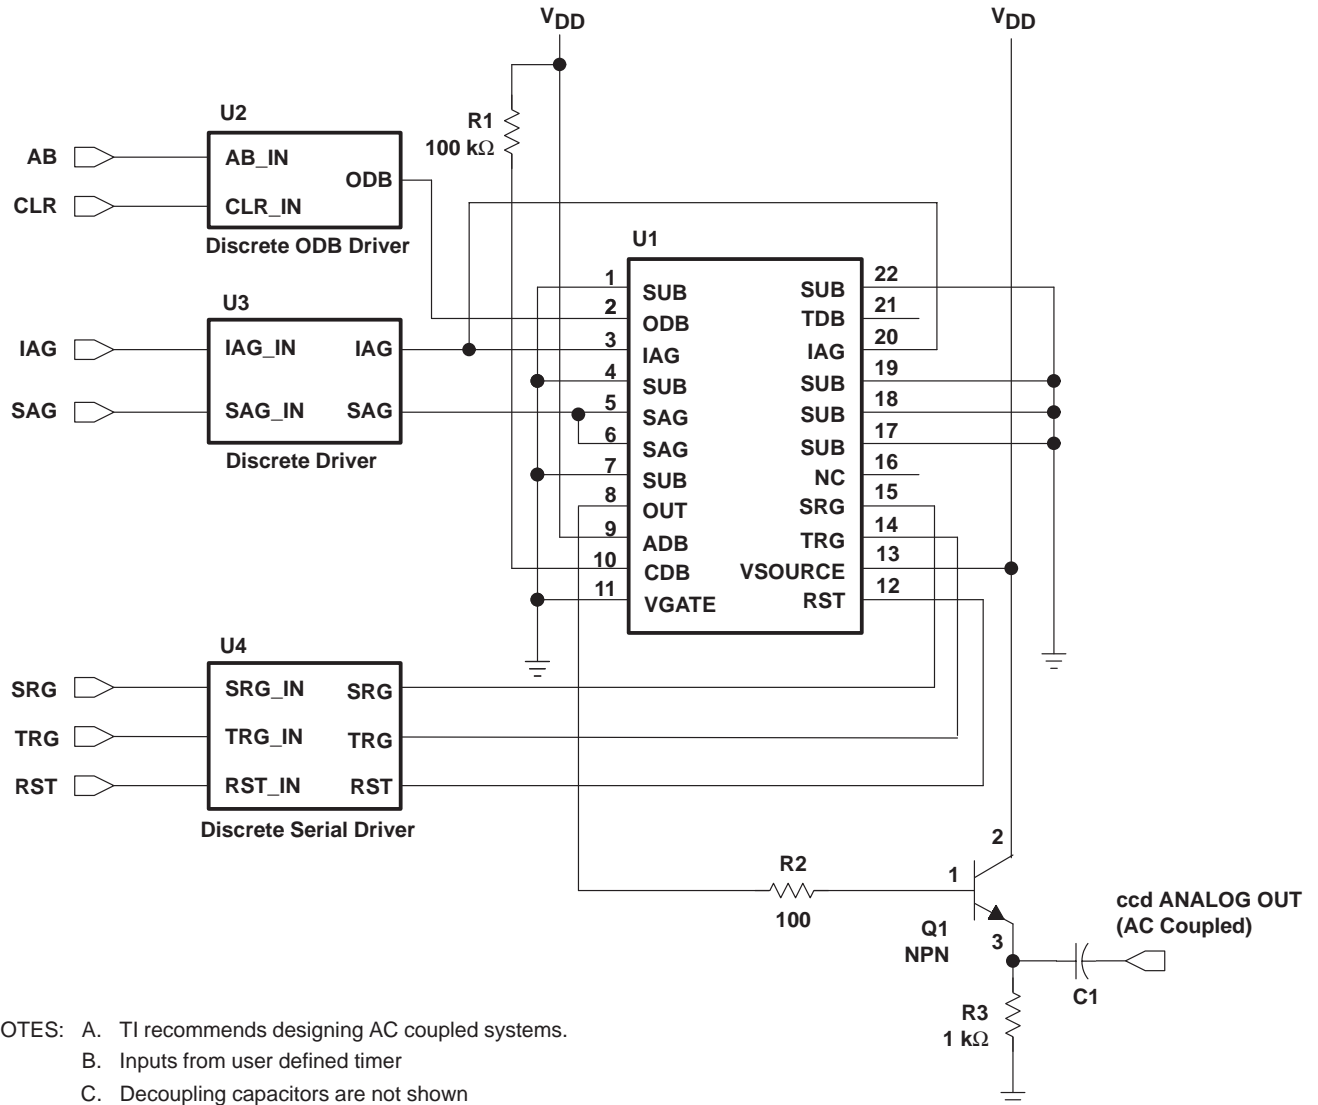 VDD
VDD
U2
R1
100 kΩ
AB
AB_IN
ODB
CLR
CLR_IN
Discrete ODB Driver
U1
U3
IAG
IAG_IN
IAG
SAG
SAG_IN
SAG
Discrete Driver
1
SUB
2
ODB
3
IAG
4
SUB
5
SAG
6
SAG
7
SUB
8
OUT
9
ADB
10
CDB
11
VGATE
22
SUB
21
TDB
20
IAG
19
SUB
18
SUB
17
SUB
16
NC
15
SRG
14
TRG
13
VSOURCE
12
RST
U4
SRG
SRG_IN
SRG
TRG
TRG_IN
TRG
RST
RST_IN
RST
Discrete Serial Driver
R2
100
2
1
3
Q1
NPN
ccd ANALOG OUT
(AC Coupled)
C1
R3
1 kΩ
OTES: A. TI recommends designing AC coupled systems.
B. Inputs from user defined timer
C. Decoupling capacitors are not shown